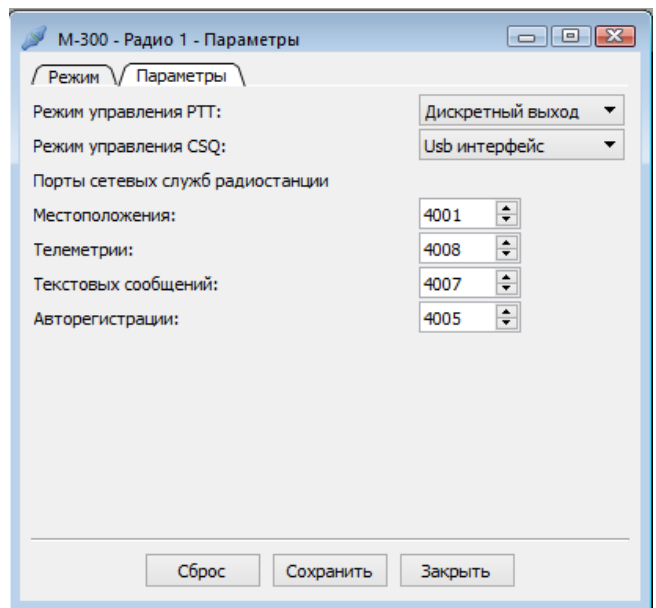 М-300 - Радио 1 - Параметры
Режим Параметры
Режим управления PTT: Дискретный выход
Режим управления CSQ: Usb интерфейс
Порты сетевых служб радиостанции
Местоположения: 4001
Телеметрии: 4008
Текстовых сообщений: 4007
Авторегистрации: 4005
Сброс Сохранить Закрыть